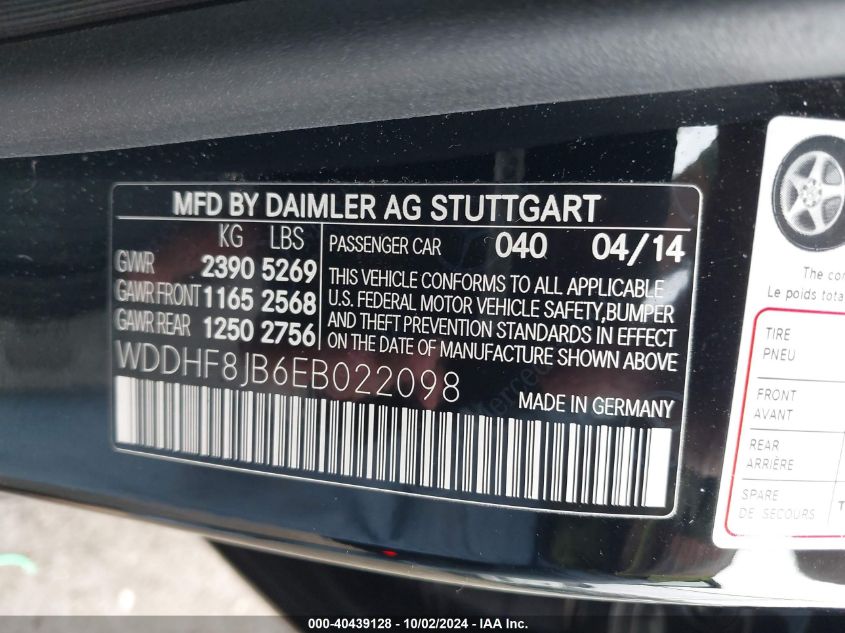 MFD BY DAIMLER AG STUTTGART
KG LBS
GVWR 2390 5269
GAWR FRONT 1165 2568
GAWR REAR 1250 2756
PASSENGER CAR 040 04/14
THIS VEHICLE CONFORMS TO ALL APPLICABLE
U.S. FEDERAL MOTOR VEHICLE SAFETY,BUMPER
AND THEFT PREVENTION STANDARDS IN EFFECT
ON THE DATE OF MANUFACTURE SHOWN ABOVE.
WDDHF8JB6EB022098
MADE IN GERMANY
The
Le poids
TIRE
PNEU
FRONT
AVANT
REAR
ARRIÈRE
SPARE
DE SECOURS
000-40439128 - 10/02/2024 - IAA Inc.